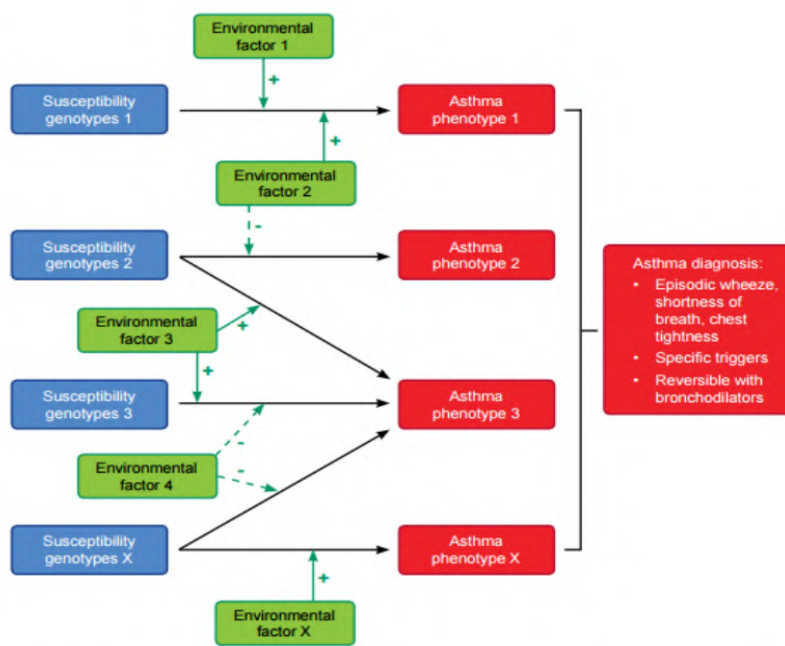 Environmental
factor 1
+
Susceptibility
genotypes 1
Asthma
phenotype 1
+
Environmental
factor 2
-
Susceptibility
genotypes 2
Asthma
phenotype 2
Asthma diagnosis:
• Episodic wheeze,
shortness of
breath, chest
tightness
• Specific triggers
• Reversible with
bronchodilators
Environmental
factor 3
+
+
Susceptibility
genotypes 3
Asthma
phenotype 3
-
Environmental
factor 4
-
Susceptibility
genotypes X
Asthma
phenotype X
+
Environmental
factor X